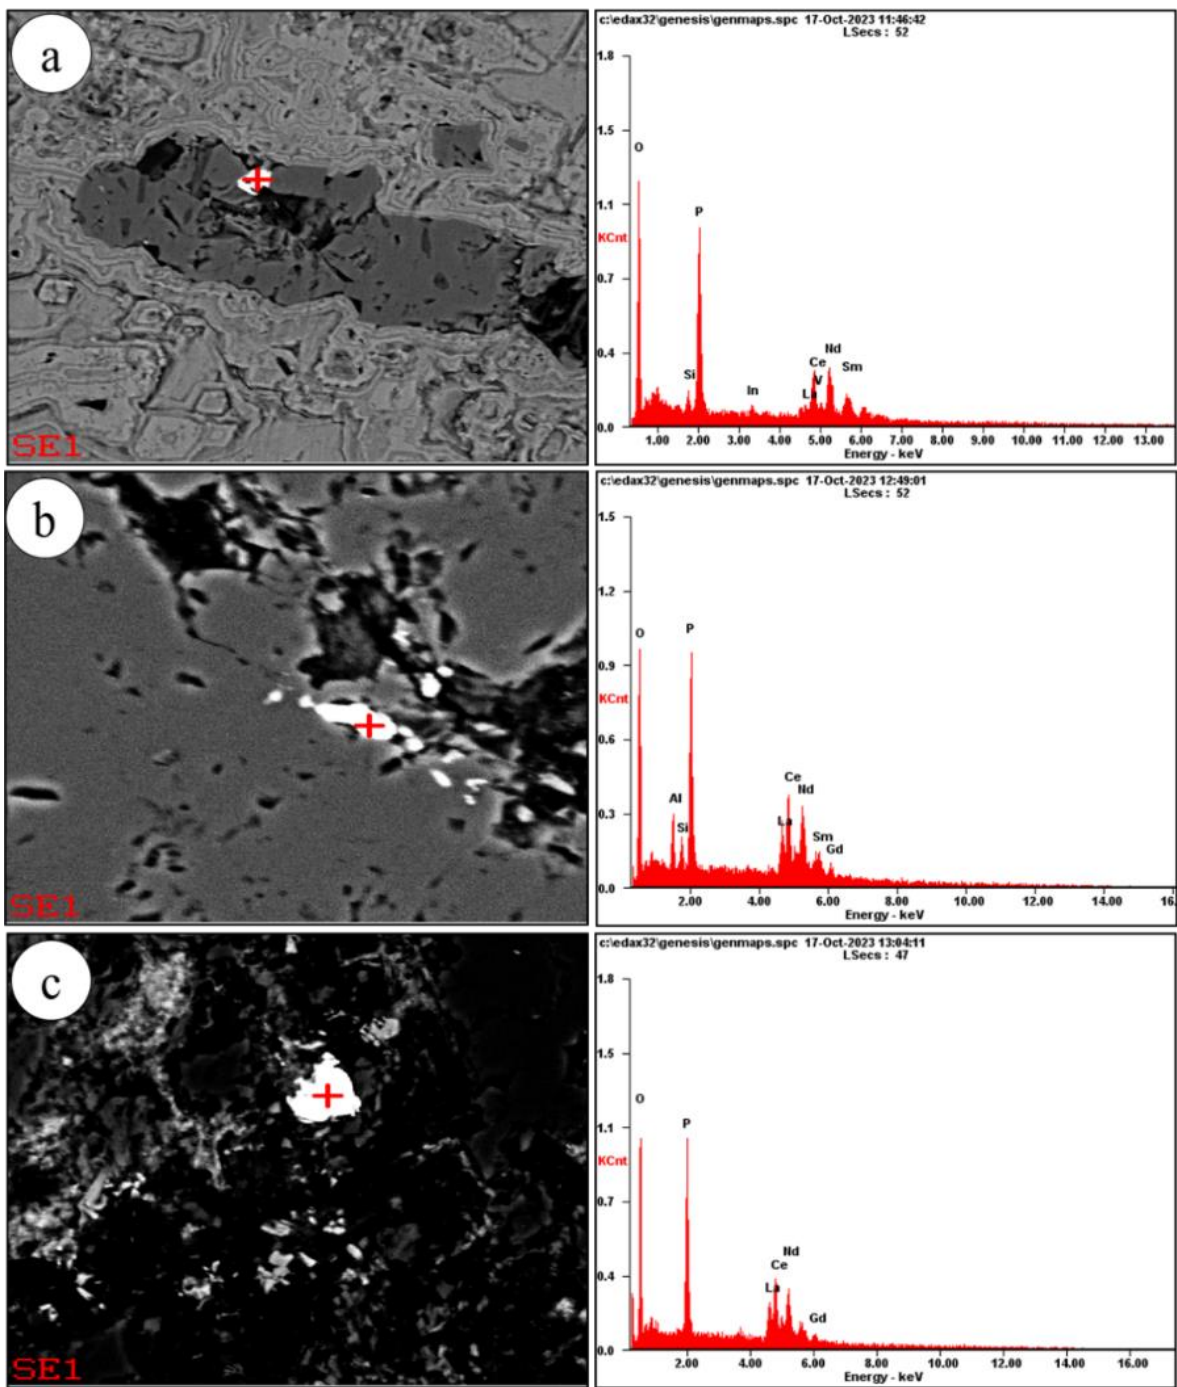 a
SE1
c:\edax32\genesis\genmaps.spc 17-Oct-2023 11:46:42
LSecs : 52
1.8
1.5
1.1
KCnt
0.7
0.4
0.0
O
P
Si
In
La
Ce
V
Nd
Sm
1.00 2.00 3.00 4.00 5.00 6.00 7.00 8.00 9.00 10.00 11.00 12.00 13.00
Energy - keV
b
SE1
c:\edax32\genesis\genmaps.spc 17-Oct-2023 12:49:01
LSecs : 52
1.5
1.2
0.9
KCnt
0.6
0.3
0.0
O
P
Al
Si
La
Ce
Nd
Sm
Gd
2.00 4.00 6.00 8.00 10.00 12.00 14.00 16.
Energy - keV
c
SE1
c:\edax32\genesis\genmaps.spc 17-Oct-2023 13:04:11
LSecs : 47
1.8
1.5
1.1
KCnt
0.7
0.4
0.0
O
P
La
Ce
Nd
Gd
2.00 4.00 6.00 8.00 10.00 12.00 14.00 16.00
Energy - keV